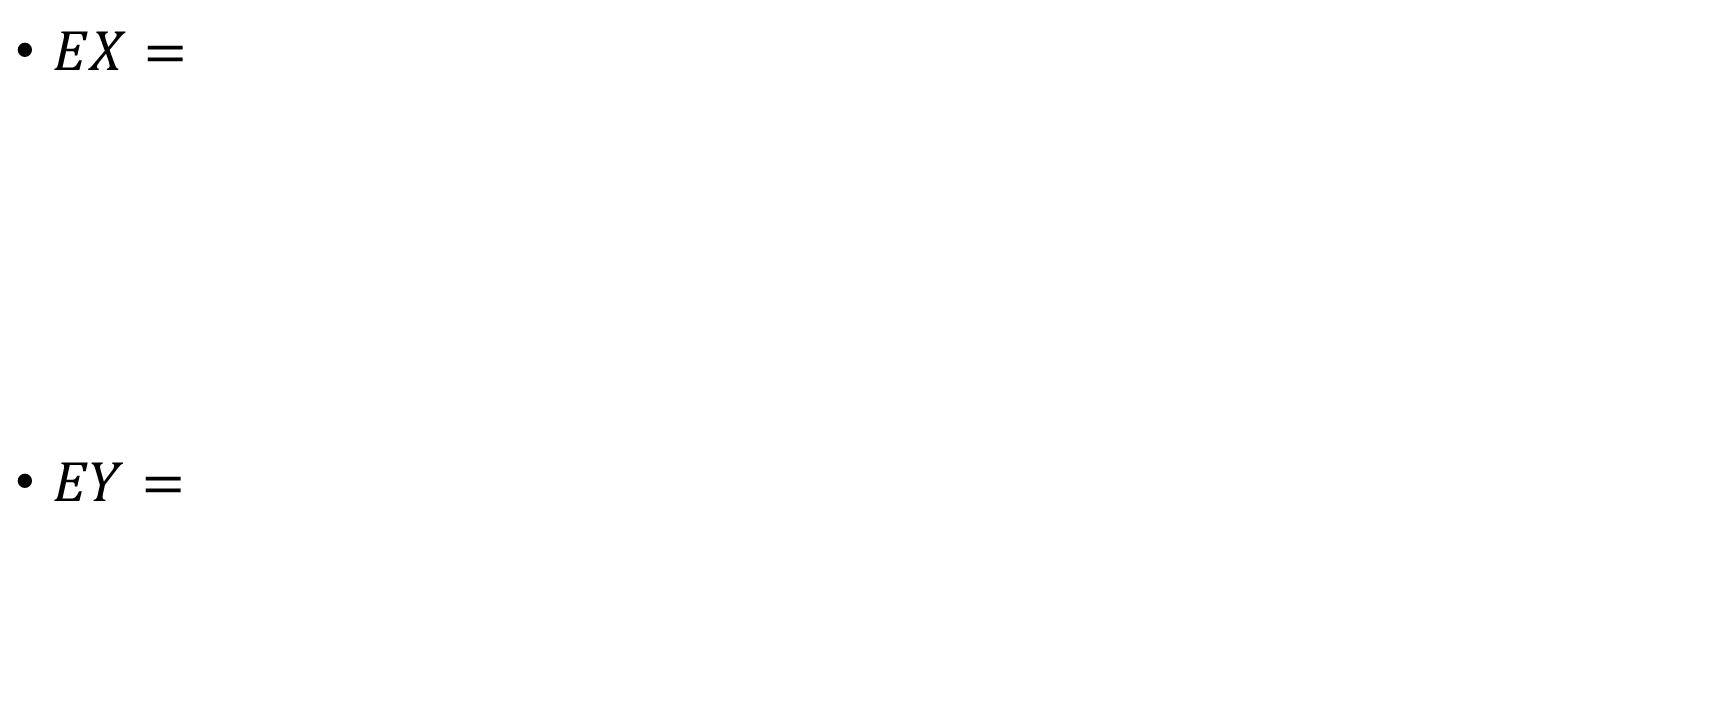 • EX =
• EY =